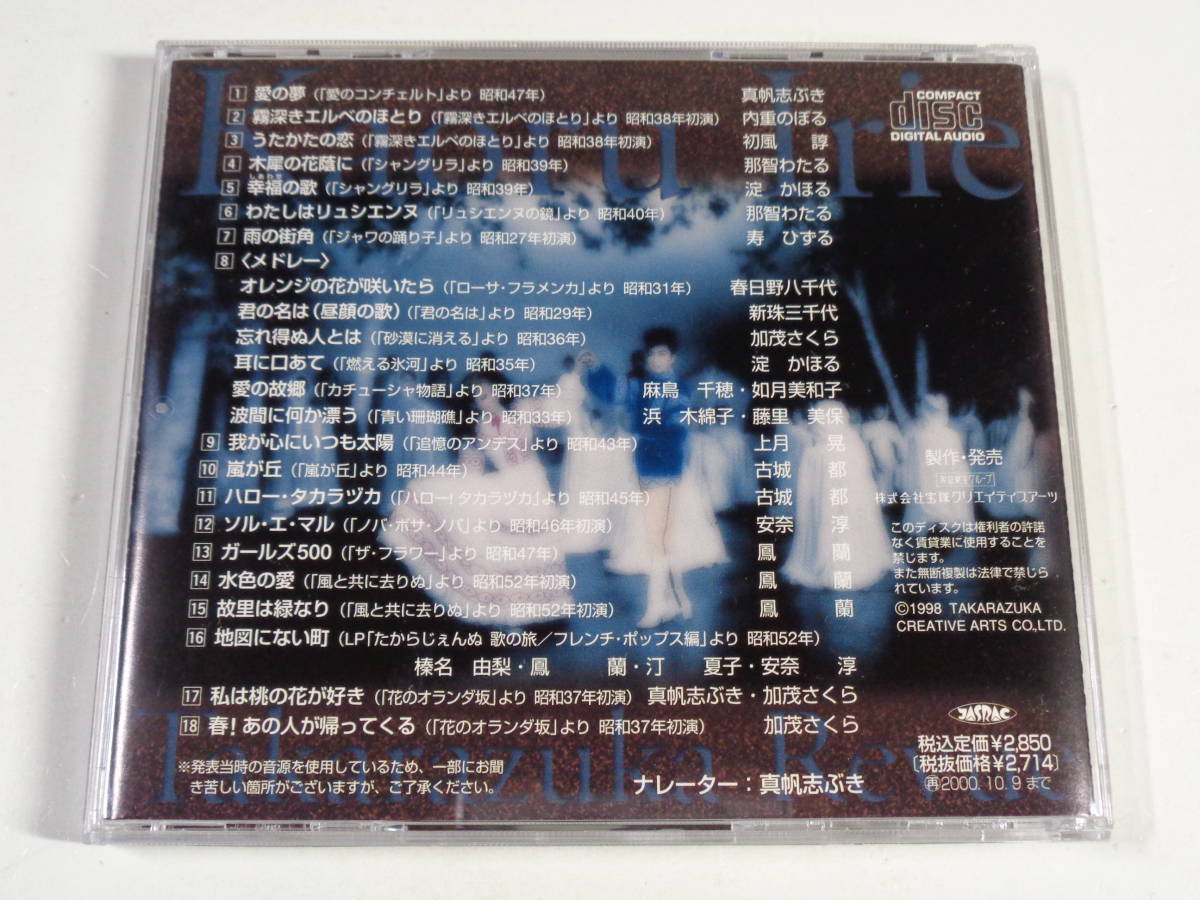 Kaoru Irie
1 愛の夢(「愛のコンチェルト」より 昭和47年) 真帆志ぶき
2 霧深きエルベのほとり(「霧深きエルベのほとり」より 昭和38年初演) 内重のぼる
3 うたかたの恋(「霧深きエルベのほとり」より 昭和38年初演) 初風 諄
4 木犀の花蔭に(「シャングリラ」より 昭和39年) 那智わたる
しあわせ
5 幸福の歌(「シャングリラ」より 昭和39年) 淀 かほる
6 わたしはリュシエンヌ(「リュシエンヌの鏡」より 昭和40年) 那智わたる
7 雨の街角(「ジャワの踊り子」より 昭和27年初演) 寿 ひずる
8 〈メドレー〉
オレンジの花が咲いたら(「ローサ・フラメンカ」より 昭和31年) 春日野八千代
君の名は(昼顔の歌)(「君の名は」より 昭和29年) 新珠三千代
忘れ得ぬ人とは(「砂漠に消える」より 昭和36年) 加茂さくら
耳に口あて(「燃える氷河」より 昭和35年) 淀 かほる
愛の故郷(「カチューシャ物語」より 昭和37年) 麻鳥 千穂・如月美和子
波間に何か漂う(「青い珊瑚礁」より 昭和33年) 浜 木綿子・藤里 美保
9 我が心にいつも太陽(「追憶のアンデス」より 昭和43年) 上月 晃
10 嵐が丘(「嵐が丘」より 昭和44年) 古城 都
11 ハロー・タカラヅカ(「ハロー!タカラヅカ」より 昭和45年) 古城 都
12 ソル・エ・マル(「ノバ・ボサ・ノバ」より 昭和46年初演) 安奈 淳
13 ガールズ500(「ザ・フラワー」より 昭和47年) 鳳 蘭
14 水色の愛(「風と共に去りぬ」より 昭和52年初演) 鳳 蘭
15 故里は緑なり(「風と共に去りぬ」より 昭和52年初演) 鳳 蘭
16 地図にない町(LP「たからじぇんぬ 歌の旅/フレンチ・ポップス編」より 昭和52年)
榛名 由梨・鳳 蘭・汀 夏子・安奈 淳
17 私は桃の花が好き(「花のオランダ坂」より 昭和37年初演) 真帆志ぶき・加茂さくら
18 春!あの人が帰ってくる(「花のオランダ坂」より 昭和37年初演) 加茂さくら
Takarazuka Revue
※発表当時の音源を使用しているため、一部にお聞
き苦しい箇所がございますが、ご了承ください。
ナレーター:真帆志ぶき
COMPACT
disc
DIGITAL AUDIO
製作・発売
阪急東宝グループ
株式会社宝塚クリエイティブアーツ
このディスクは権利者の許諾
なく賃貸業に使用することを
禁じます。
また無断複製は法律で禁じら
れています。
©1998 TAKARAZUKA
CREATIVE ARTS CO.,LTD.
JASRAC
税込定価¥2,850
〔税抜価格¥2,714〕
再2000.10.9まで